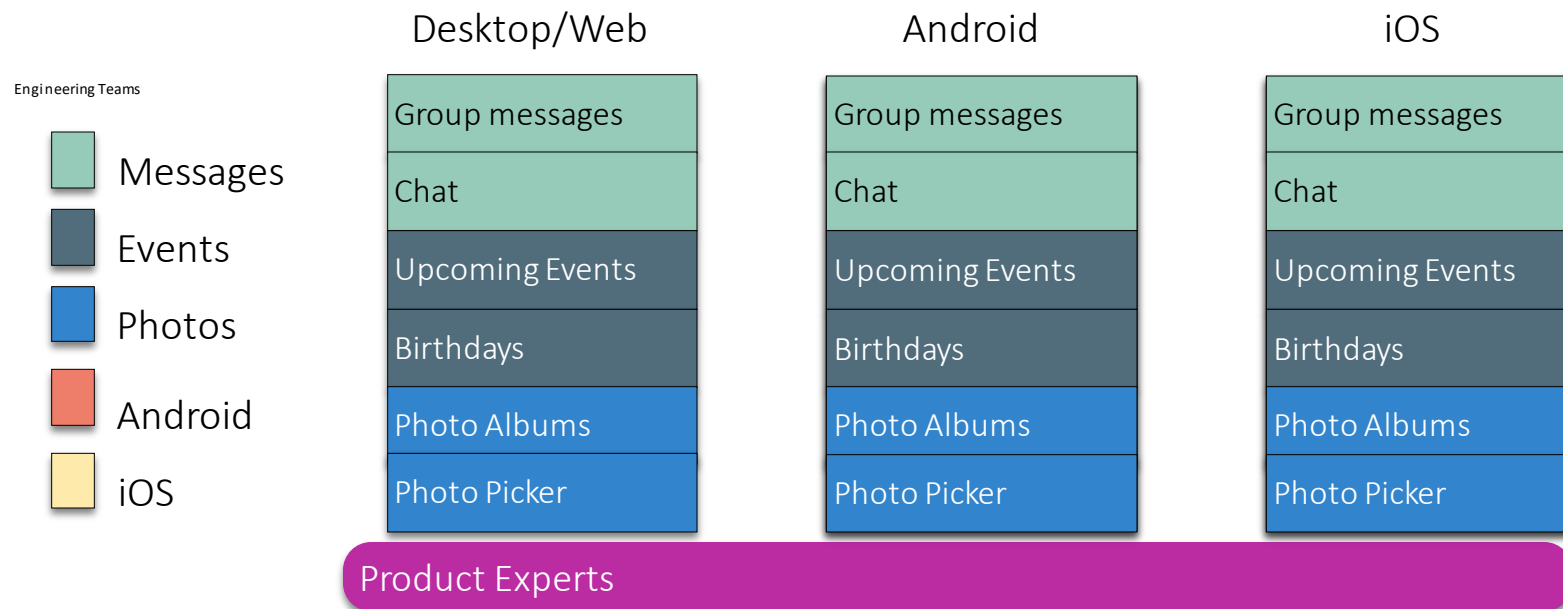 Desktop/Web
Android
iOS
Engineering Teams
Messages
Events
Photos
Android
iOS
Group messages
Chat
Upcoming Events
Birthdays
Photo Albums
Photo Picker
Group messages
Chat
Upcoming Events
Birthdays
Photo Albums
Photo Picker
Group messages
Chat
Upcoming Events
Birthdays
Photo Albums
Photo Picker
Product Experts